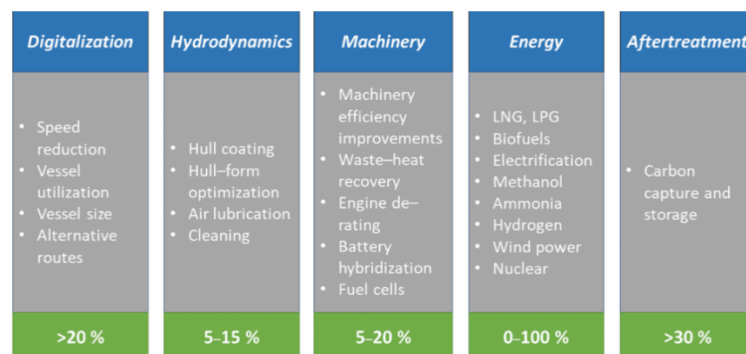 Digitalization
• Speed
reduction
• Vessel
utilization
• Vessel size
• Alternative
routes
>20 %
Hydrodynamics
• Hull coating
• Hull–form
optimization
• Air lubrication
• Cleaning
5–15 %
Machinery
• Machinery
efficiency
improvements
• Waste–heat
recovery
• Engine de–
rating
• Battery
hybridization
• Fuel cells
5–20 %
Energy
• LNG, LPG
• Biofuels
• Electrification
• Methanol
• Ammonia
• Hydrogen
• Wind power
• Nuclear
0–100 %
Aftertreatment
• Carbon
capture and
storage
>30 %